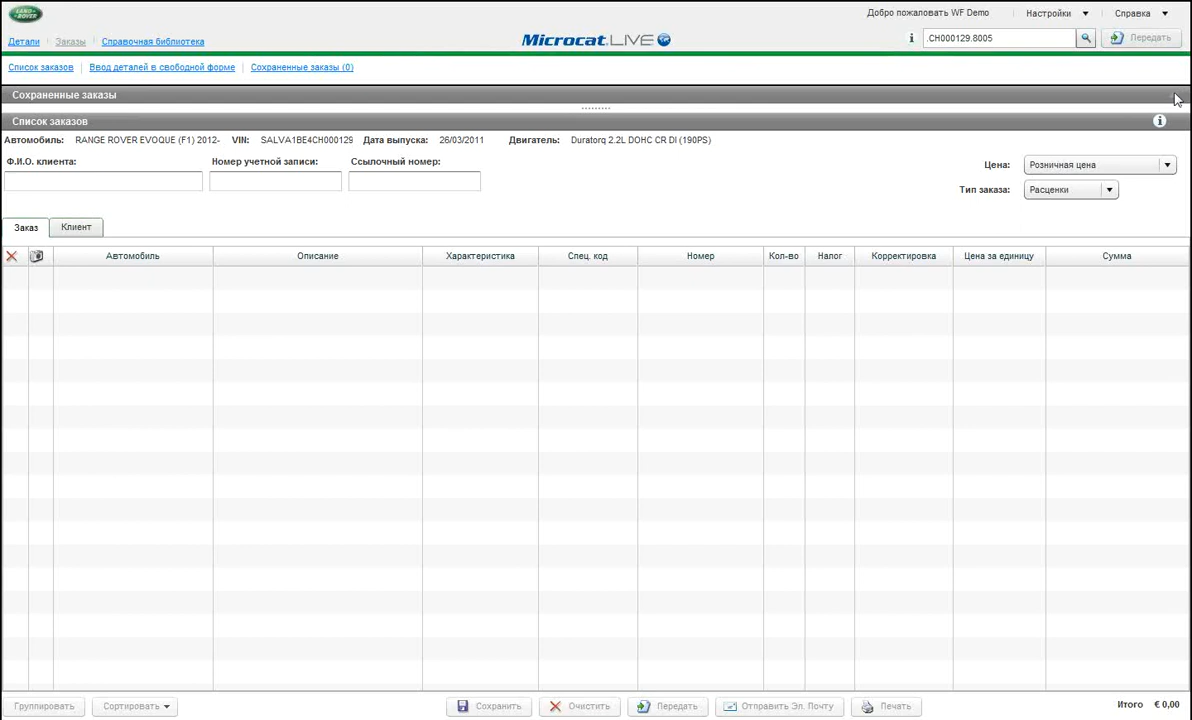 LAND-ROVER
Добро пожаловать WF Demo Настройки Справка
Детали Заказы Справочная библиотека
Microcat.LIVE
.CH000129.8005 Передать
Список заказов Ввод деталей в свободной форме Сохраненные заказы (0)
Сохраненные заказы
Список заказов
Автомобиль: RANGE ROVER EVOQUE (F1) 2012- VIN: SALVA1BE4CH000129 Дата выпуска: 26/03/2011 Двигатель: Duratorq 2.2L DOHC CR DI (190PS)
Ф.И.О. клиента: Номер учетной записи: Ссылочный номер: Цена: Розничная цена
Тип заказа: Расценки
Заказ Клиент
Автомобиль Описание Характеристика Спец. код Номер Кол-во Налог Корректировка Цена за единицу Сумма
Группировать Сортировать Сохранить Очистить Передать Отправить Эл. Почту Печать Итого € 0,00